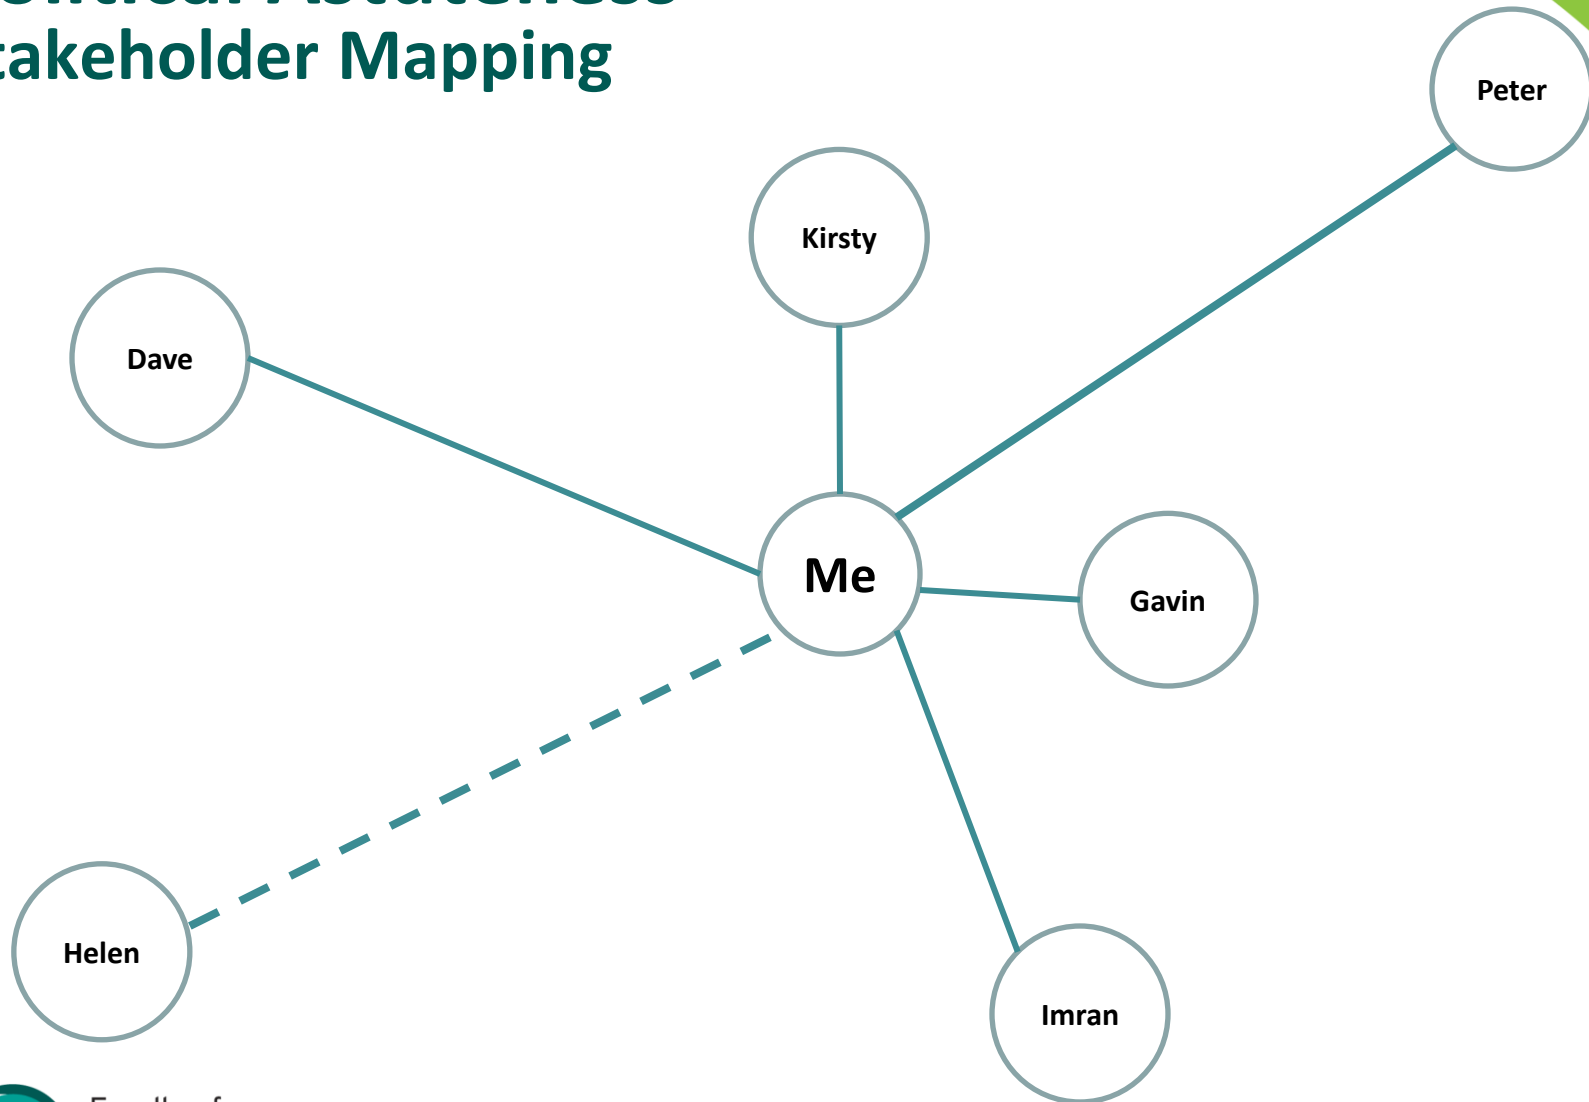 takeholder Mapping
Peter
Kirsty
Dave
Me
Gavin
Helen
Imran